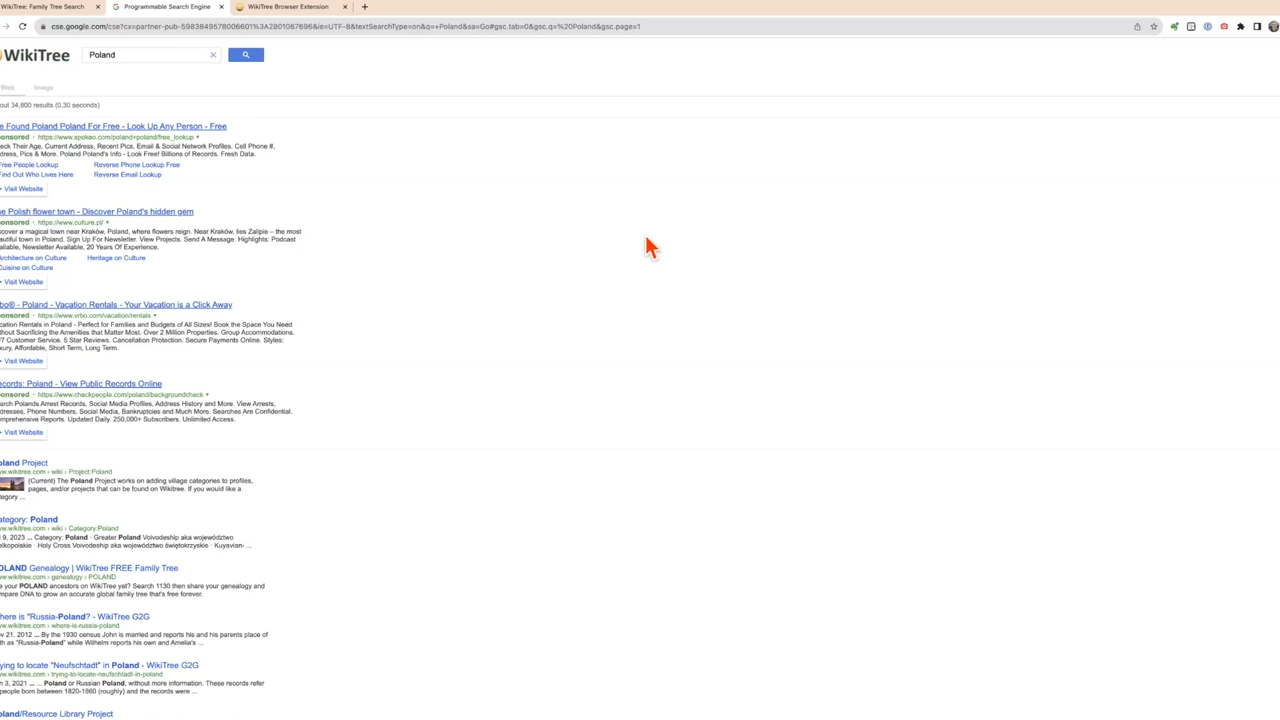 WikiTree: Family Tree Search
Programmable Search Engine
WikiTree Browser Extension
cse.google.com/cse?cx=partner-pub-5983849578006601%3A2801067696&ie=UTF-8&textSearchType=on&q=+Poland&sa=Go#gsc.tab=0&gsc.q=%20Poland&gsc.page=1
WikiTree
Poland
Web Image
out 34,800 results (0.30 seconds)
e Found Poland Poland For Free - Look Up Any Person - Free
onsored · https://www.spokeo.com/poland+poland/free_lookup
eck Their Age, Current Address, Recent Pics, Email & Social Network Profiles, Cell Phone #,
dress, Pics & More. Poland Poland's Info - Look Free! Billions of Records. Fresh Data.
Free People Lookup Reverse Phone Lookup Free
Find Out Who Lives Here Reverse Email Lookup
Visit Website
e Polish flower town - Discover Poland's hidden gem
onsored · https://www.culture.pl/
scover a magical town near Kraków, Poland, where flowers reign. Near Kraków, lies Zalipie – the most
autiful town in Poland. Sign Up For Newsletter. View Projects. Send A Message. Highlights: Podcast
ailable, Newsletter Available, 20 Years Of Experience.
Architecture on Culture Heritage on Culture
Cuisine on Culture
Visit Website
bo® - Poland - Vacation Rentals - Your Vacation is a Click Away
onsored · https://www.vrbo.com/vacation/rentals
cation Rentals in Poland - Perfect for Families and Budgets of All Sizes! Book the Space You Need
thout Sacrificing the Amenities that Matter Most. Over 2 Million Properties. Group Accommodations.
/7 Customer Service. 5 Star Reviews. Cancellation Protection. Secure Payments Online. Styles:
xury, Affordable, Short Term, Long Term.
Visit Website
ecords: Poland - View Public Records Online
onsored · https://www.checkpeople.com/poland/backgroundcheck
arch Polands Arrest Records, Social Media Profiles, Address History and More. View Arrests,
dresses, Phone Numbers, Social Media, Bankruptcies and Much More. Searches Are Confidential.
mprehensive Reports. Updated Daily. 250,000+ Subscribers. Unlimited Access.
Visit Website
oland Project
ww.wikitree.com › wiki › Project:Poland
(Current) The Poland Project works on adding village categories to profiles,
pages, and/or projects that can be found on Wikitree. If you would like a
ategory ...
ategory: Poland
ww.wikitree.com › wiki › Category:Poland
l 9, 2023 ... Category: Poland · Greater Poland Voivodeship aka województwo
elkopolskie · Holy Cross Voivodeship aka województwo świętokrzyskie · Kuyavian- ...
OLAND Genealogy | WikiTree FREE Family Tree
ww.wikitree.com › genealogy › POLAND
e your POLAND ancestors on WikiTree yet? Search 1130 then share your genealogy and
mpare DNA to grow an accurate global family tree that's free forever.
here is "Russia-Poland? - WikiTree G2G
ww.wikitree.com › where-is-russia-poland
ov 21, 2012 ... By the 1930 census John is married and reports his and his parents place of
th as "Russia-Poland" while Wilhelm reports his own and Amelia's ...
ying to locate "Neufschtadt" in Poland - WikiTree G2G
ww.wikitree.com › trying-to-locate-neufschtadt-in-poland
n 3, 2021 ... ... Poland or Russian Poland, without more information. These records refer
people born between 1820-1860 (roughly) and the records were ...
oland/Resource Library Project